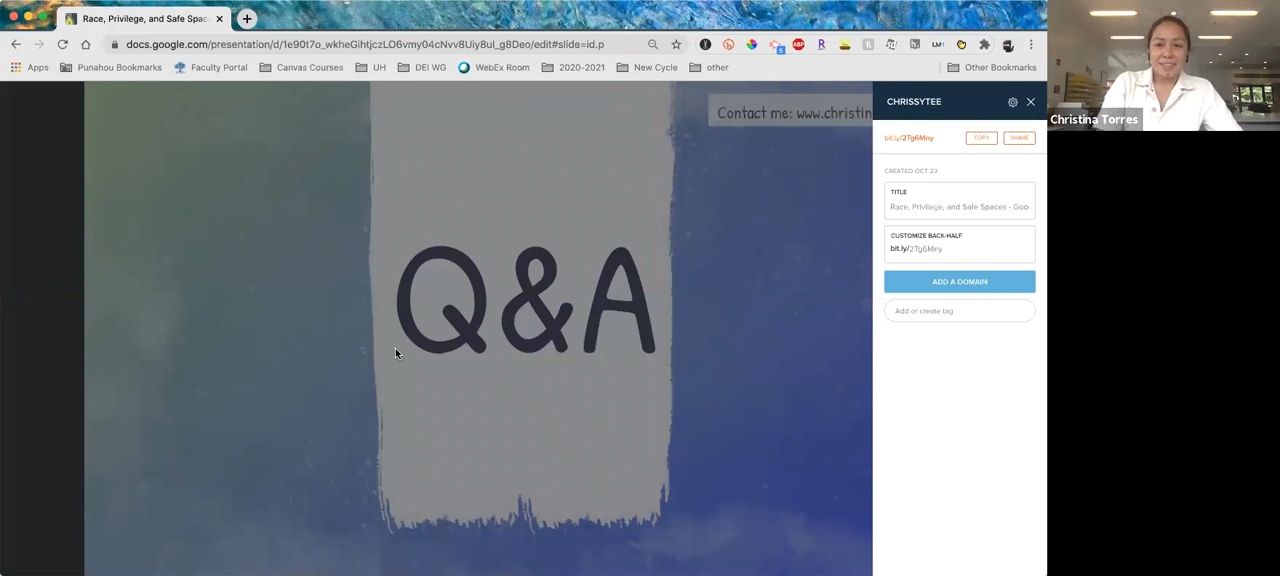 Race, Privilege, and Safe Spac
docs.google.com/presentation/d/1e90t7o_wkheGihtjczLO6vmy04cNvv8Uiy8ul_g8Deo/edit#slide=id.p
Apps Punahou Bookmarks Faculty Portal Canvas Courses UH DEI WG WebEx Room 2020-2021 New Cycle other Other Bookmarks
Contact me: www.christin
Q&A
CHRISSYTEE
bit.ly/2Tg6Mny COPY SHARE
CREATED OCT 23
TITLE
Race, Privilege, and Safe Spaces - Goo
CUSTOMIZE BACK-HALF
bit.ly/2Tg6Mny
ADD A DOMAIN
Add or create tag
Christina Torres